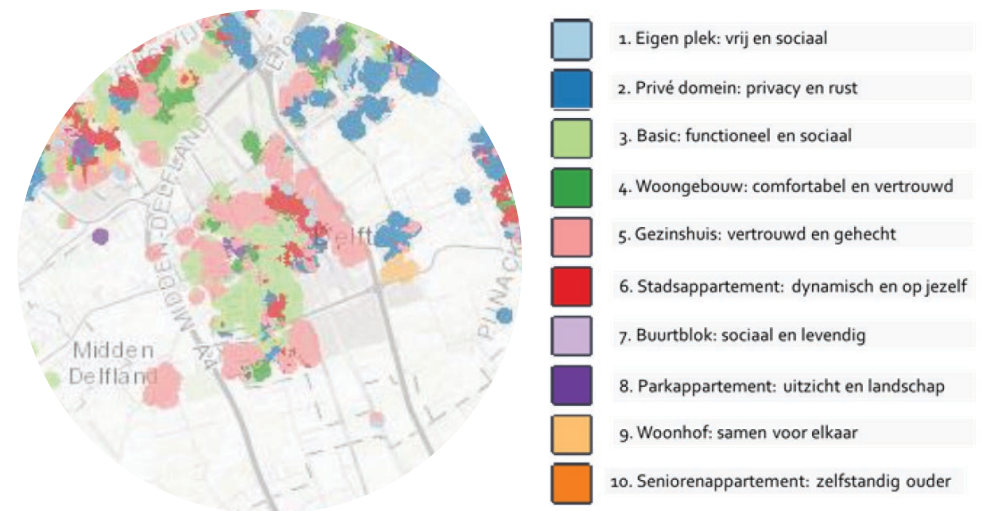 MIDDEN-DELFLAND
Delft
MIDDEN
A4
Midden
Delfland
PIJNACK
1. Eigen plek: vrij en sociaal
2. Privé domein: privacy en rust
3. Basic: functioneel en sociaal
4. Woongebouw: comfortabel en vertrouwd
5. Gezinshuis: vertrouwd en gehecht
6. Stadsappartement: dynamisch en op jezelf
7. Buurtblok: sociaal en levendig
8. Parkappartement: uitzicht en landschap
9. Woonhof: samen voor elkaar
10. Seniorenappartement: zelfstandig ouder